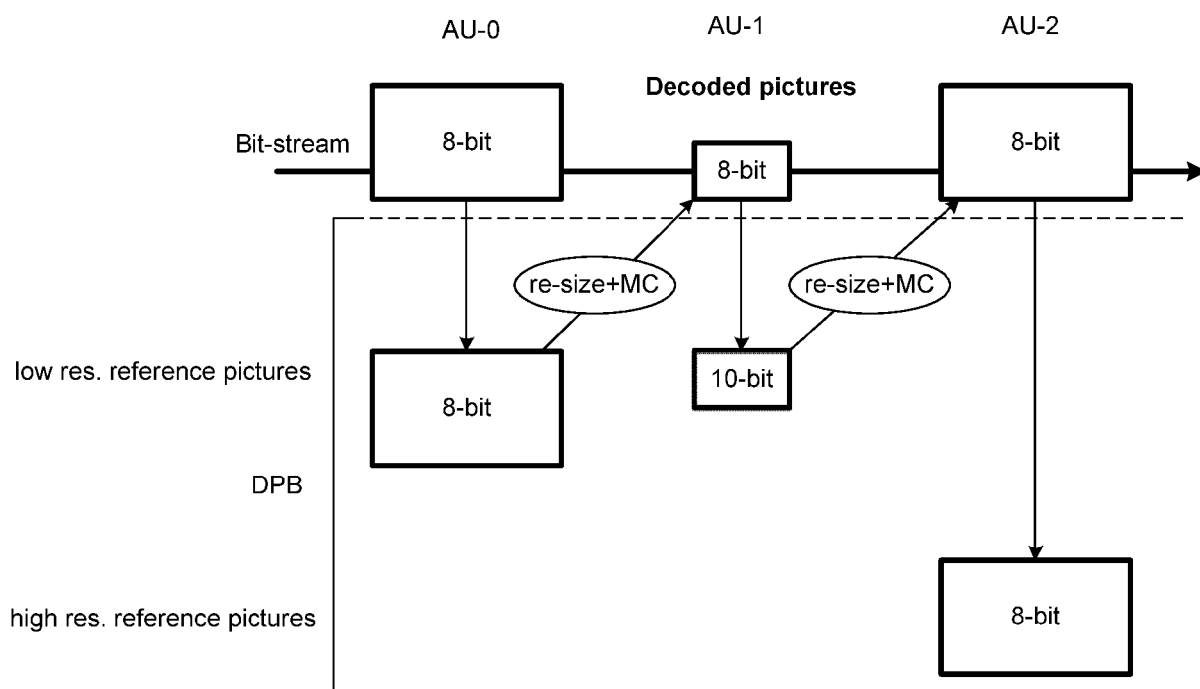 AU-0
AU-1
AU-2
Decoded pictures
Bit-stream
8-bit
8-bit
8-bit
re-size+MC
re-size+MC
low res. reference pictures
8-bit
10-bit
DPB
high res. reference pictures
8-bit